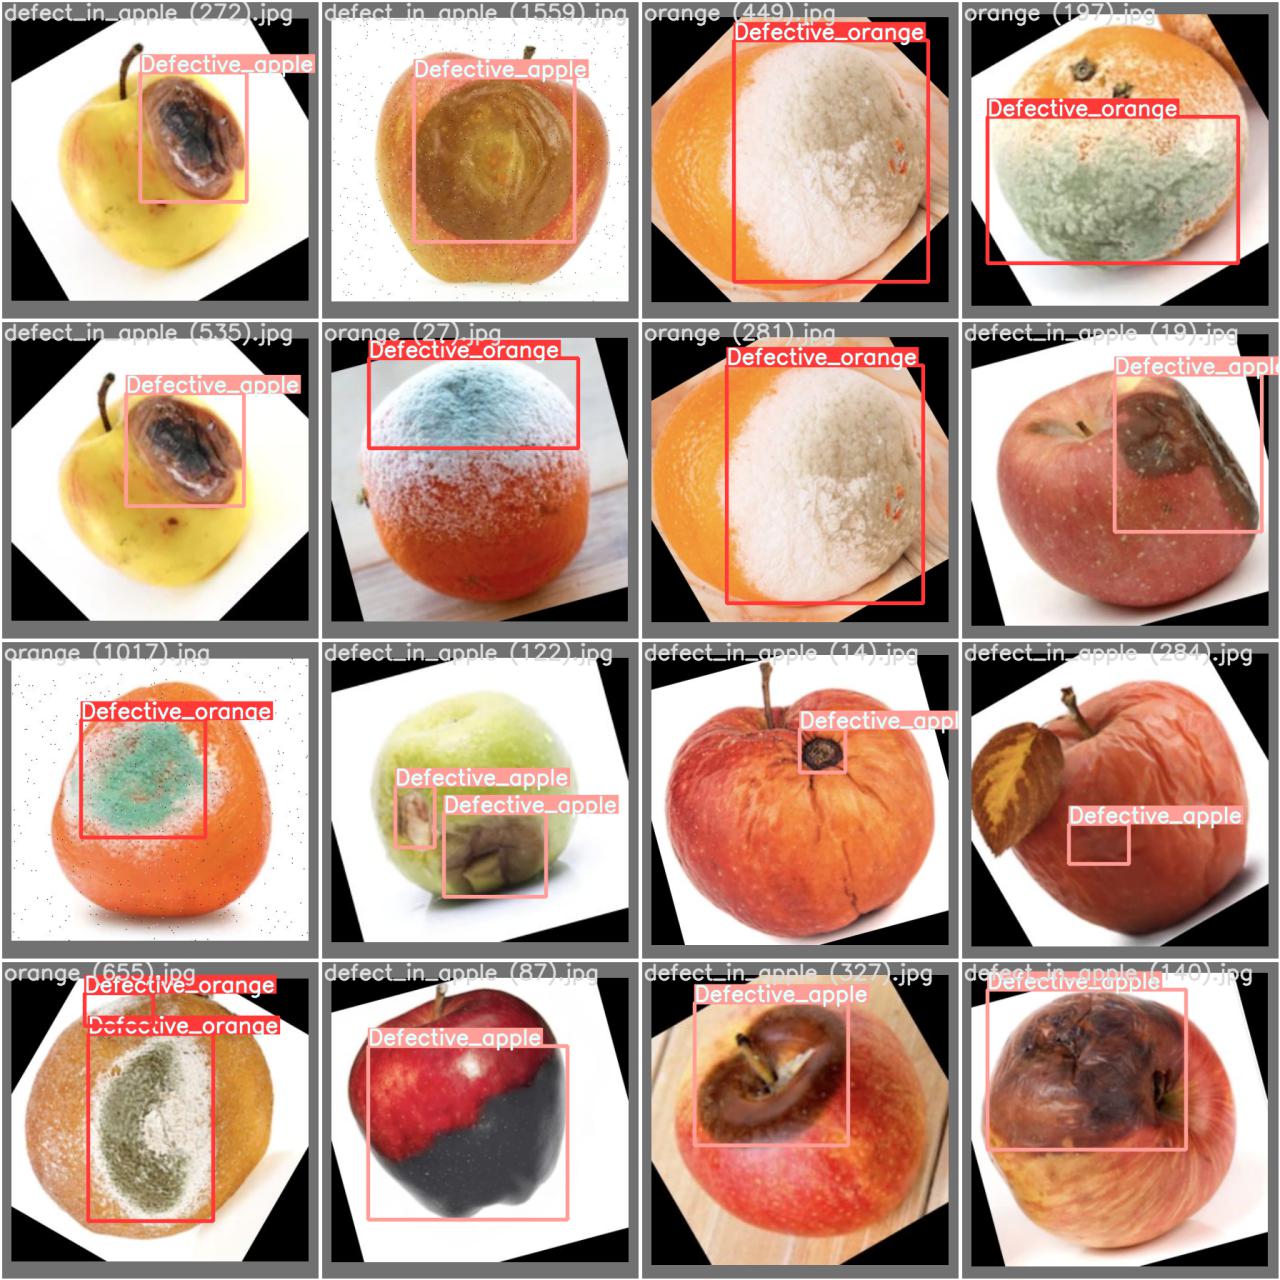 defect_in_apple (272).jpg
Defective_apple
defect_in_apple (1559).jpg
Defective_apple
orange (449).jpg
Defective_orange
orange (197).jpg
Defective_orange
defect_in_apple (535).jpg
Defective_apple
orange (27).jpg
Defective_orange
orange (281).jpg
Defective_orange
defect_in_apple (19).jpg
Defective_apple
orange (1017).jpg
Defective_orange
defect_in_apple (122).jpg
Defective_apple
Defective_apple
defect_in_apple (14).jpg
Defective_appl
defect_in_apple (284).jpg
Defective_apple
orange (655).jpg
Defective_orange
Defective_orange
defect_in_apple (87).jpg
Defective_apple
defect_in_apple (327).jpg
Defective_apple
defect_in_apple (140).jpg
Defective_apple